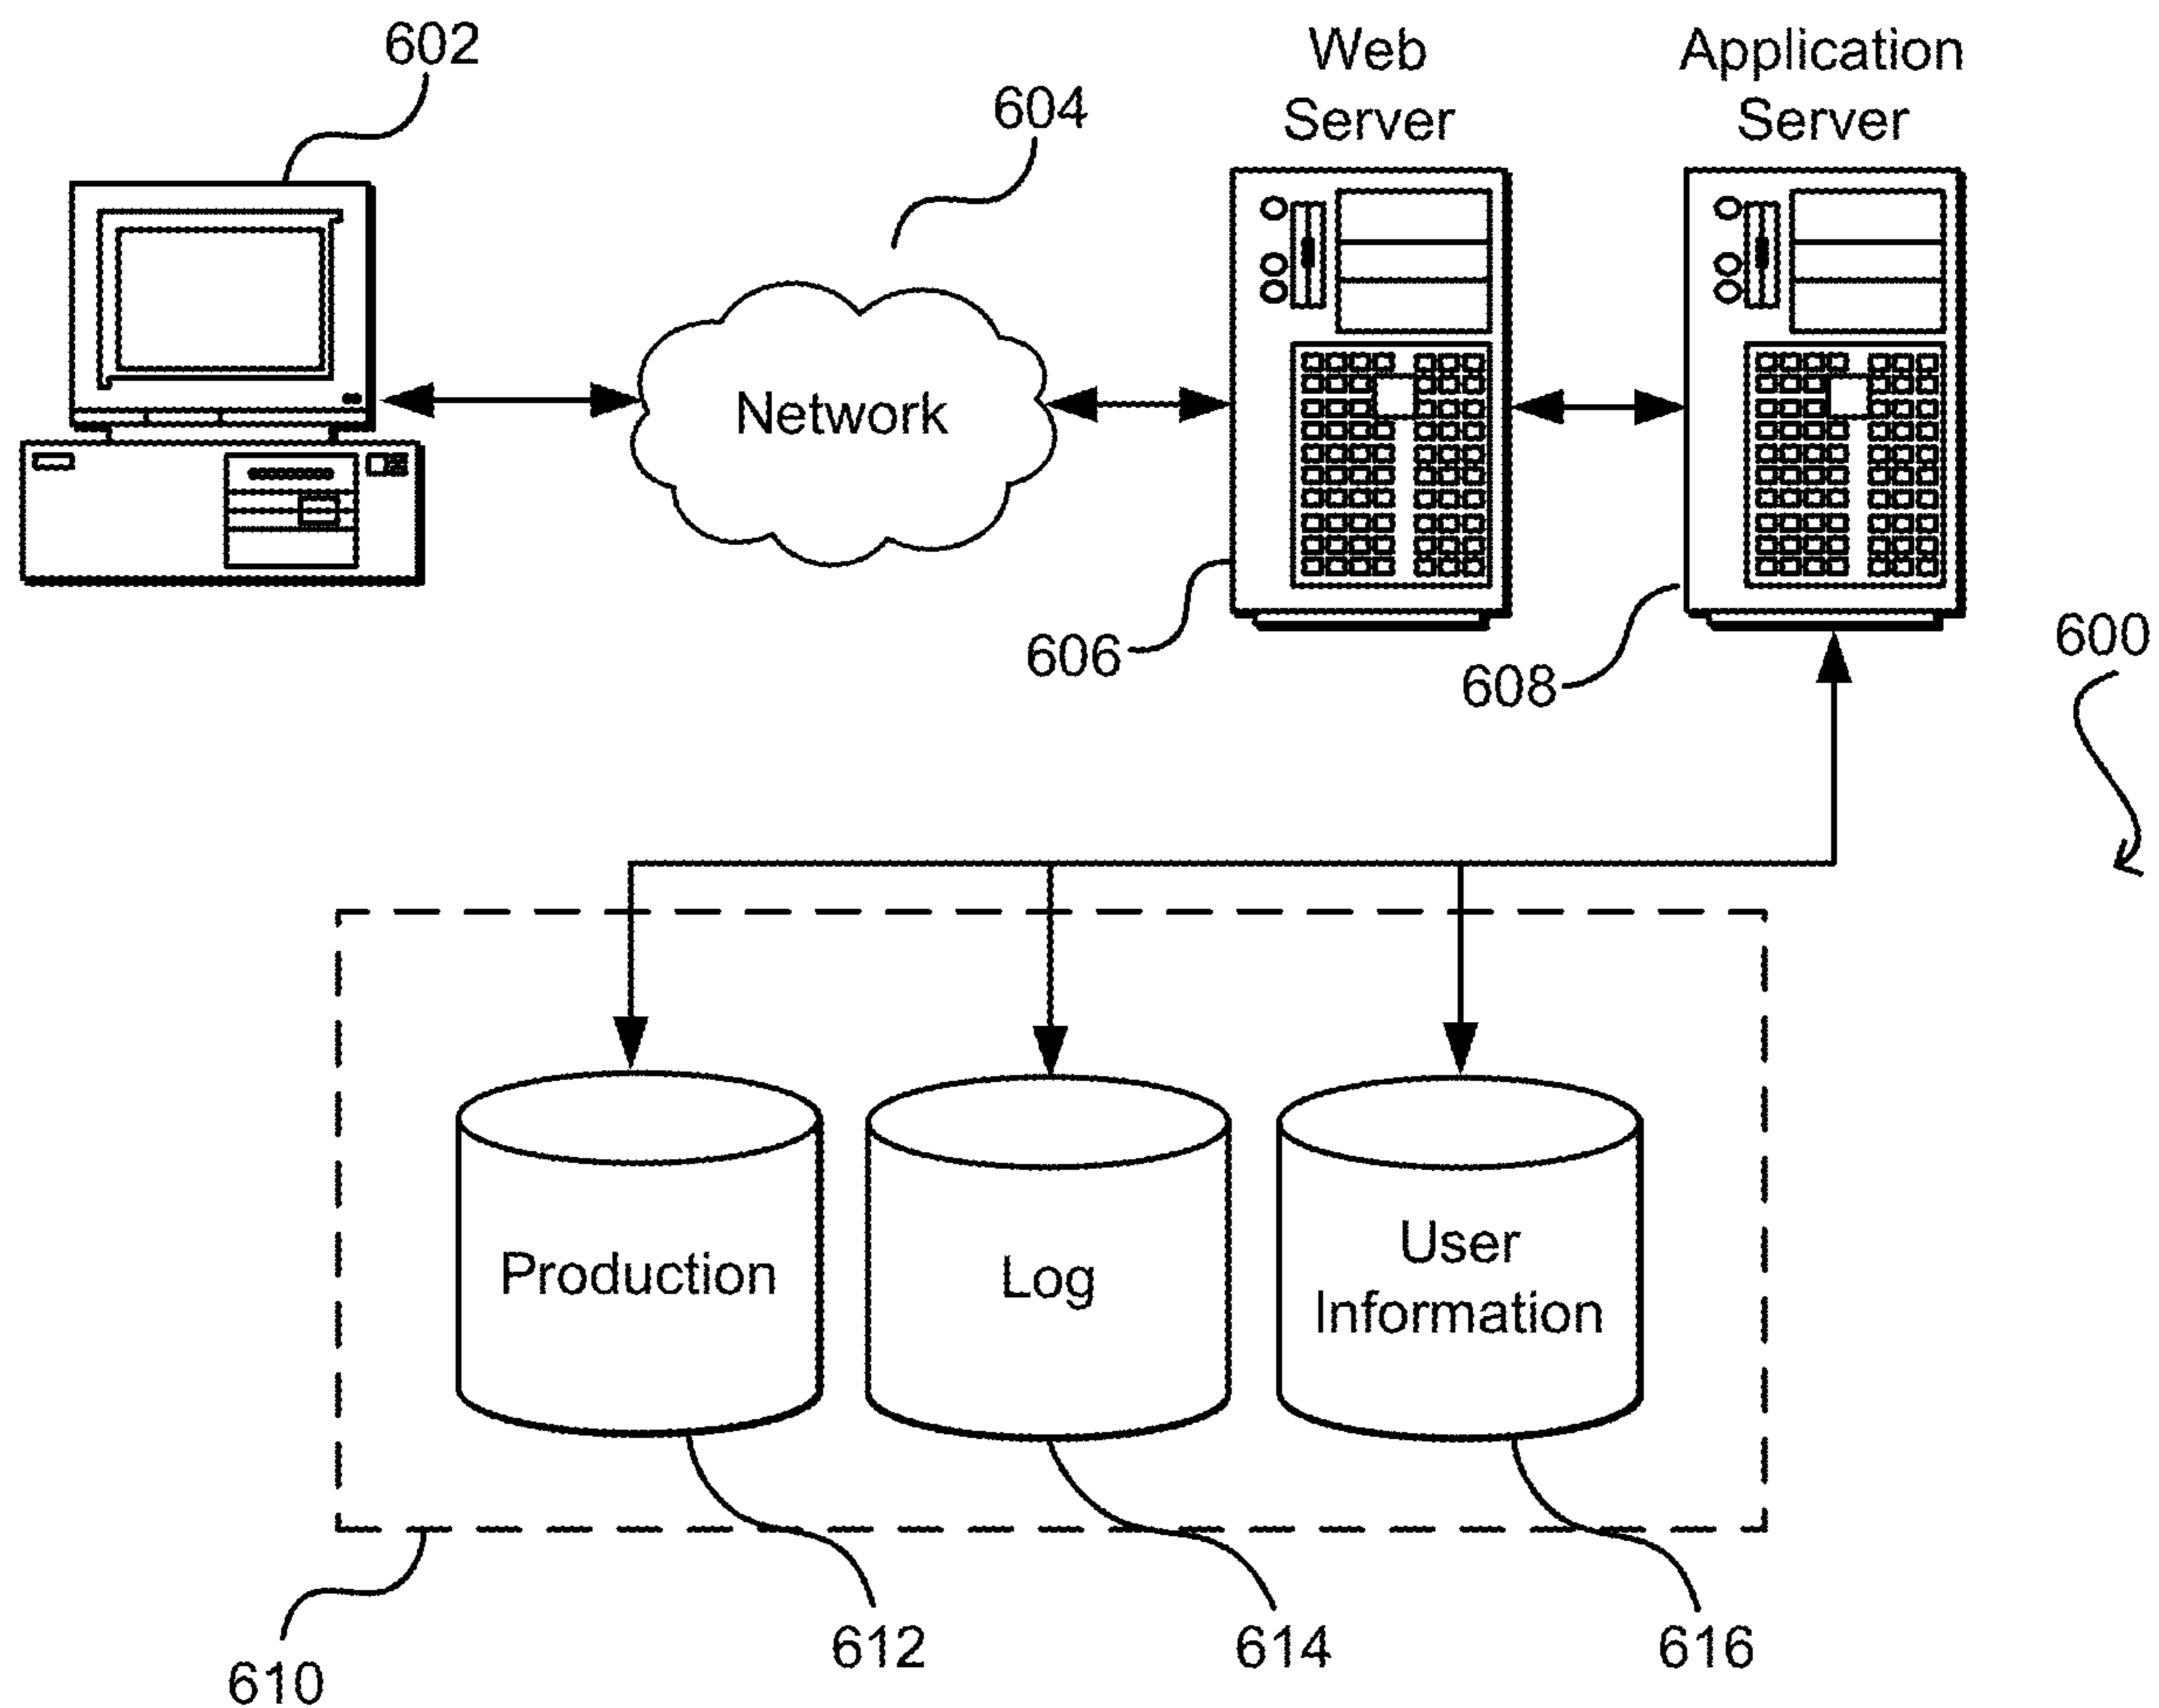 602
604
Web
Server
Application
Server
Network
606
608
600
Production
Log
User
Information
610
612
614
616